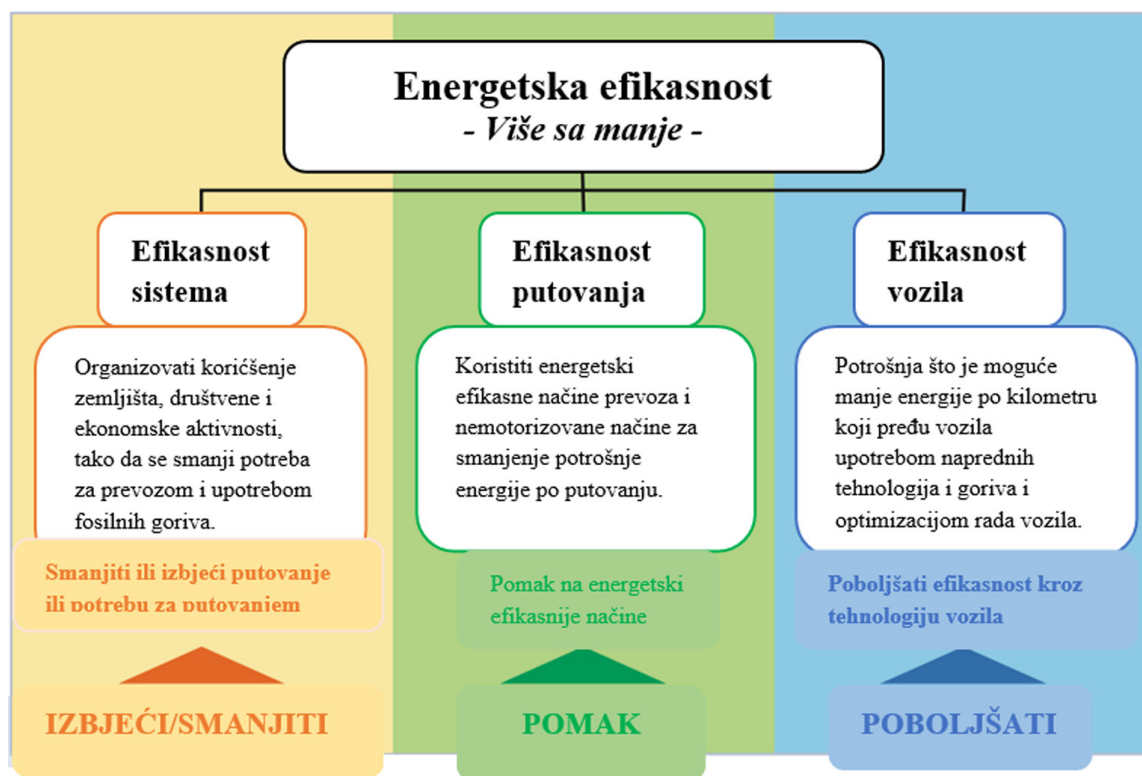 Energetska efikasnost
- Više sa manje -
Efikasnost
sistema
Organizovati korićšenje
zemljišta, društvene i
ekonomske aktivnosti,
tako da se smanji potreba
za prevozom i upotrebom
fosilnih goriva.
Smanjiti ili izbjeći putovanje
ili potrebu za putovanjem
IZBJEĆI/SMANJITI
Efikasnost
putovanja
Koristiti energetski
efikasne načine prevoza i
nemotorizovane načine za
smanjenje potrošnje
energije po putovanju.
Pomak na energetski
efikasnije načine
POMAK
Efikasnost
vozila
Potrošnja što je moguće
manje energije po kilometru
koji pređu vozila
upotrebom naprednih
tehnologija i goriva i
optimizacijom rada vozila.
Poboljšati efikasnost kroz
tehnologiju vozila
POBOLJŠATI